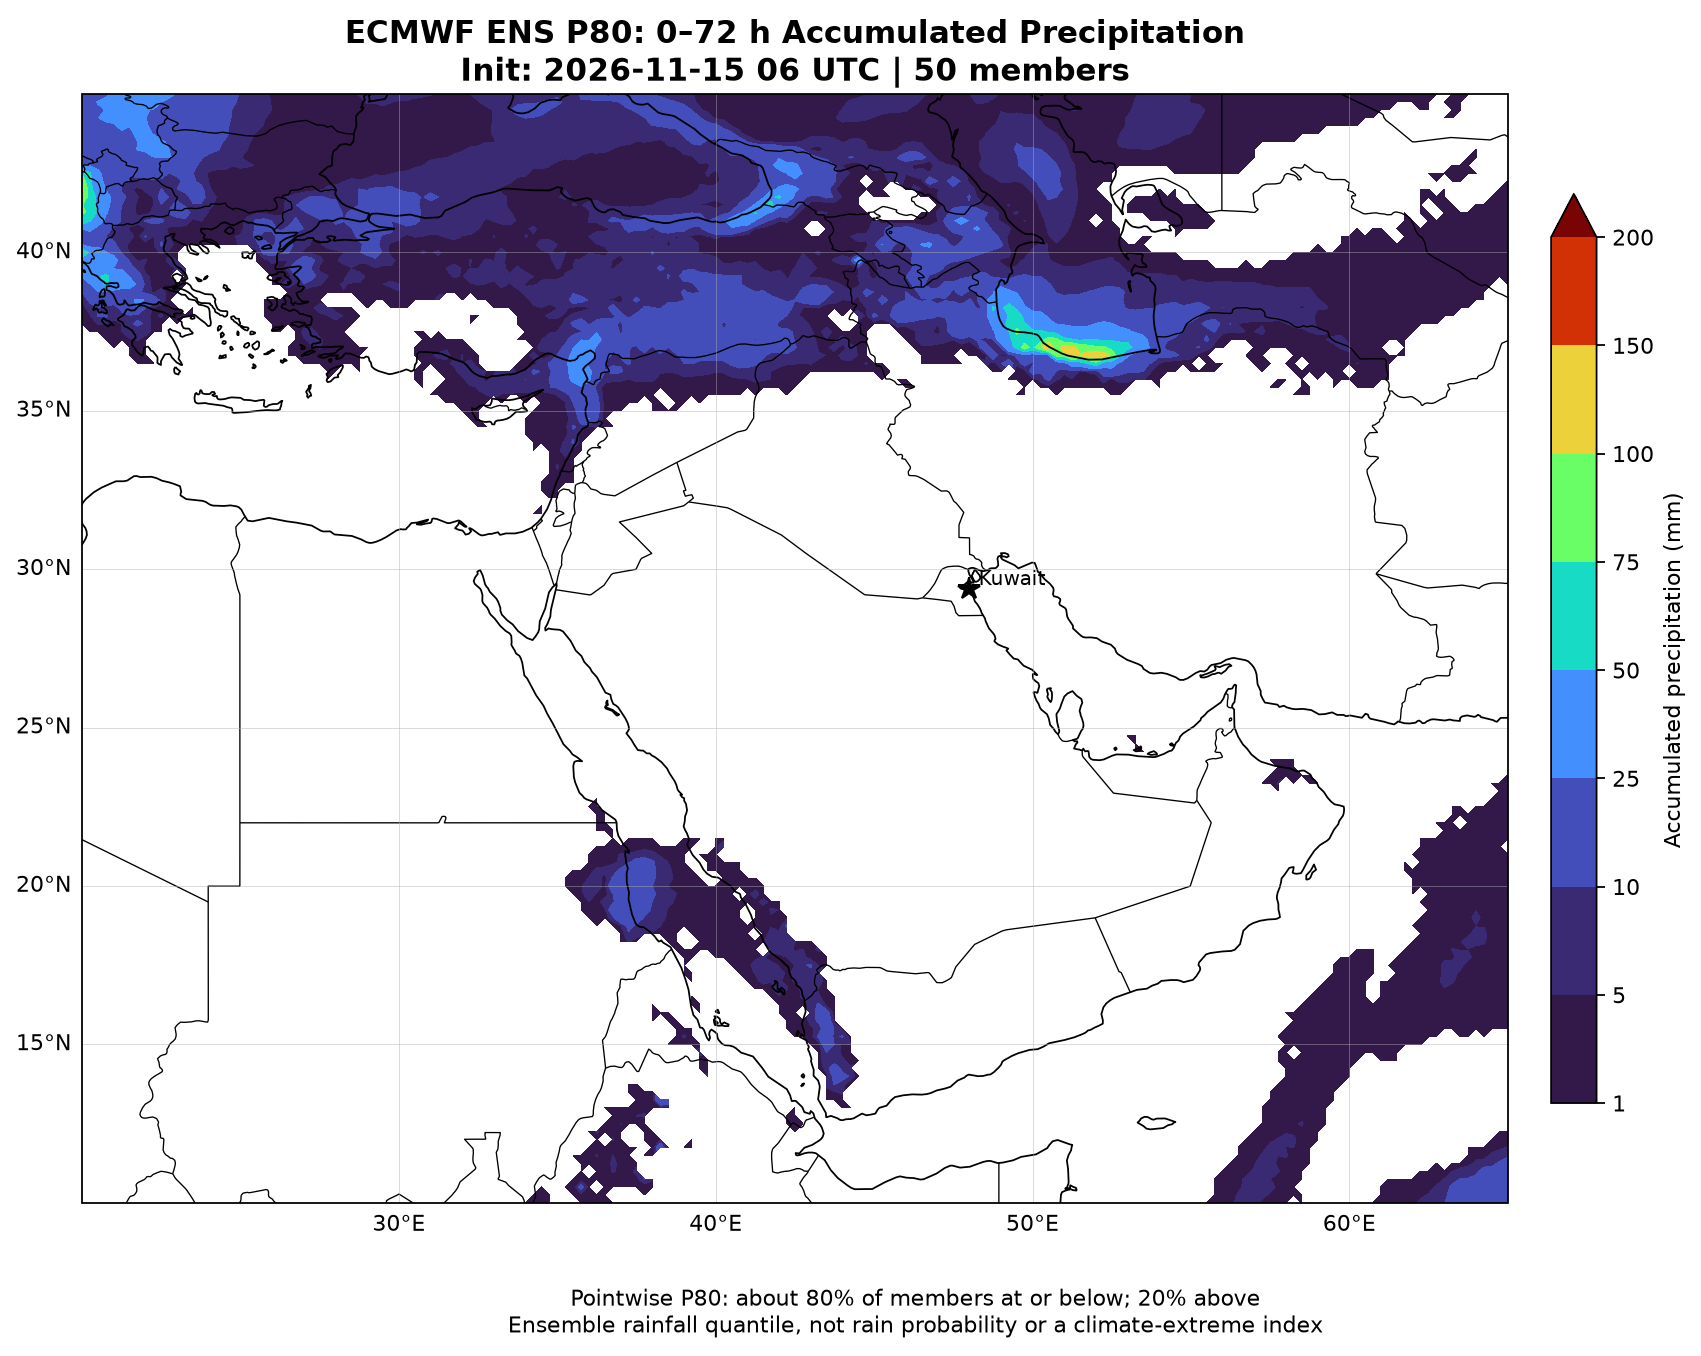 ECMWF ENS P80: 0–72 h Accumulated Precipitation
Init: 2026-11-15 06 UTC | 50 members
40°N
35°N
30°N
25°N
20°N
15°N
30°E
40°E
50°E
60°E
Kuwait
200
150
100
75
50
25
10
5
1
Accumulated precipitation (mm)
Pointwise P80: about 80% of members at or below; 20% above
Ensemble rainfall quantile, not rain probability or a climate-extreme index